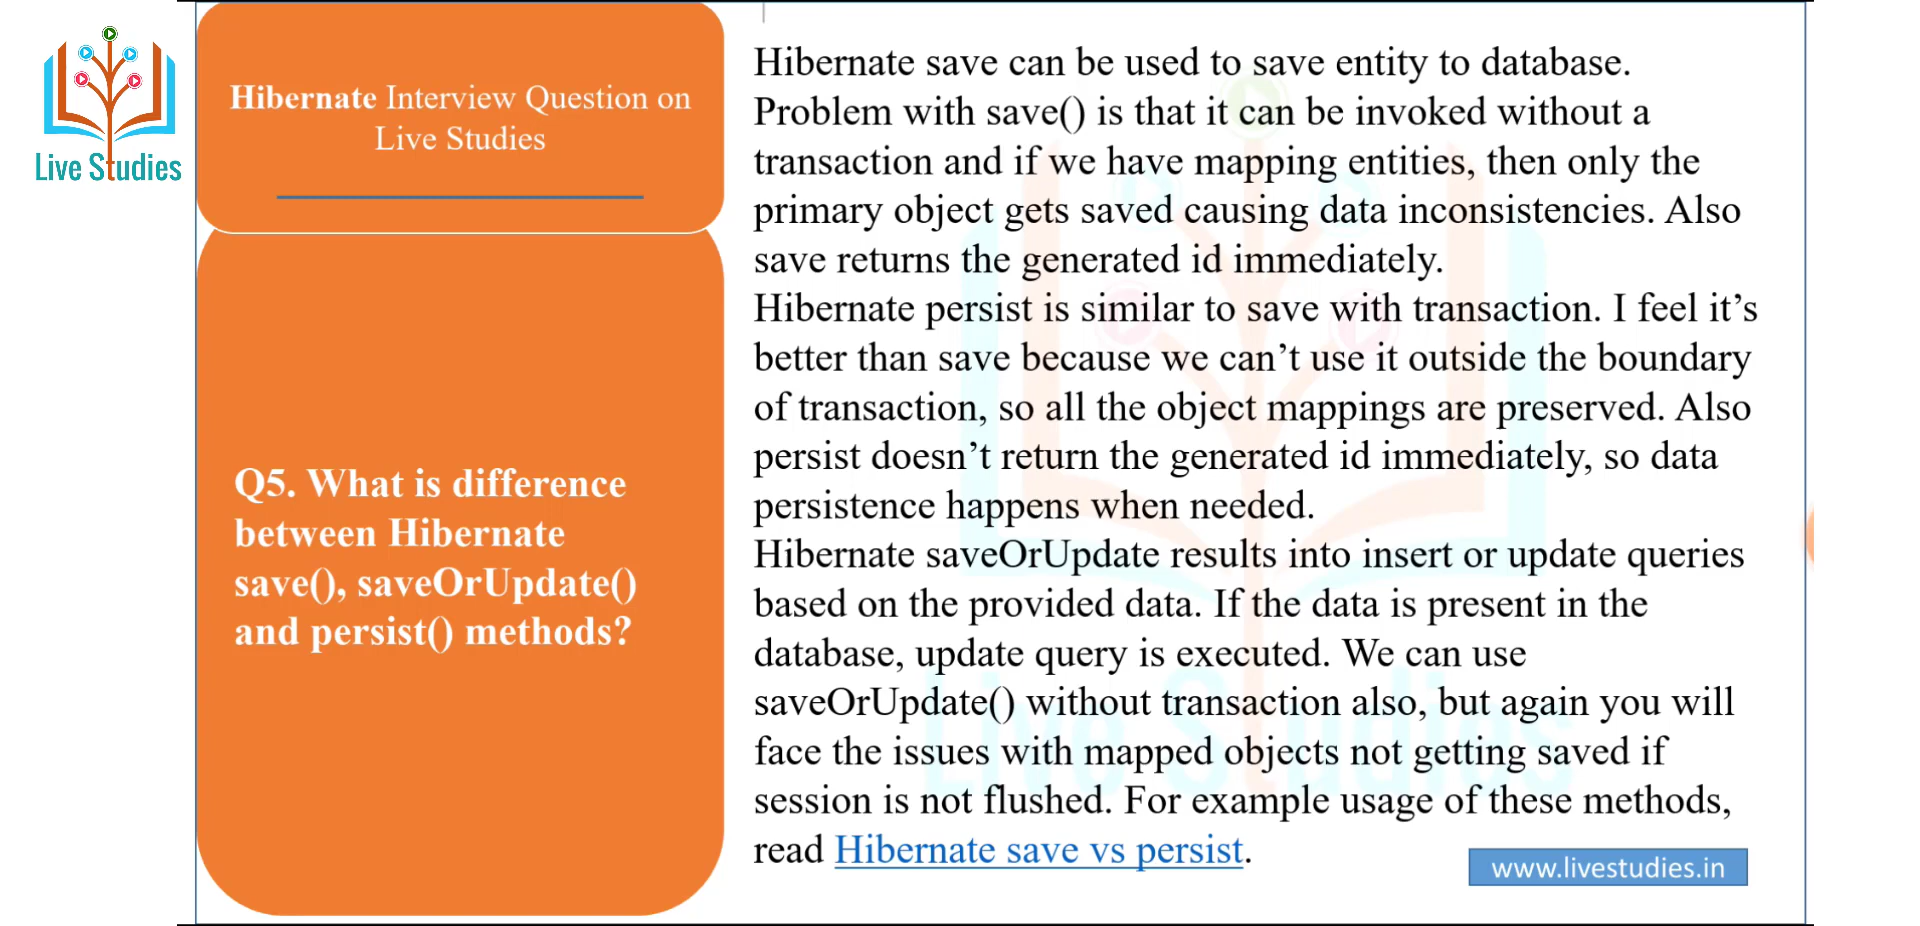 Live Studies
Hibernate Interview Question on
Live Studies
Q5. What is difference
between Hibernate
save(), saveOrUpdate()
and persist() methods?
Hibernate save can be used to save entity to database.
Problem with save() is that it can be invoked without a
transaction and if we have mapping entities, then only the
primary object gets saved causing data inconsistencies. Also
save returns the generated id immediately.
Hibernate persist is similar to save with transaction. I feel it’s
better than save because we can’t use it outside the boundary
of transaction, so all the object mappings are preserved. Also
persist doesn’t return the generated id immediately, so data
persistence happens when needed.
Hibernate saveOrUpdate results into insert or update queries
based on the provided data. If the data is present in the
database, update query is executed. We can use
saveOrUpdate() without transaction also, but again you will
face the issues with mapped objects not getting saved if
session is not flushed. For example usage of these methods,
read Hibernate save vs persist.
Live Studies
www.livestudies.in